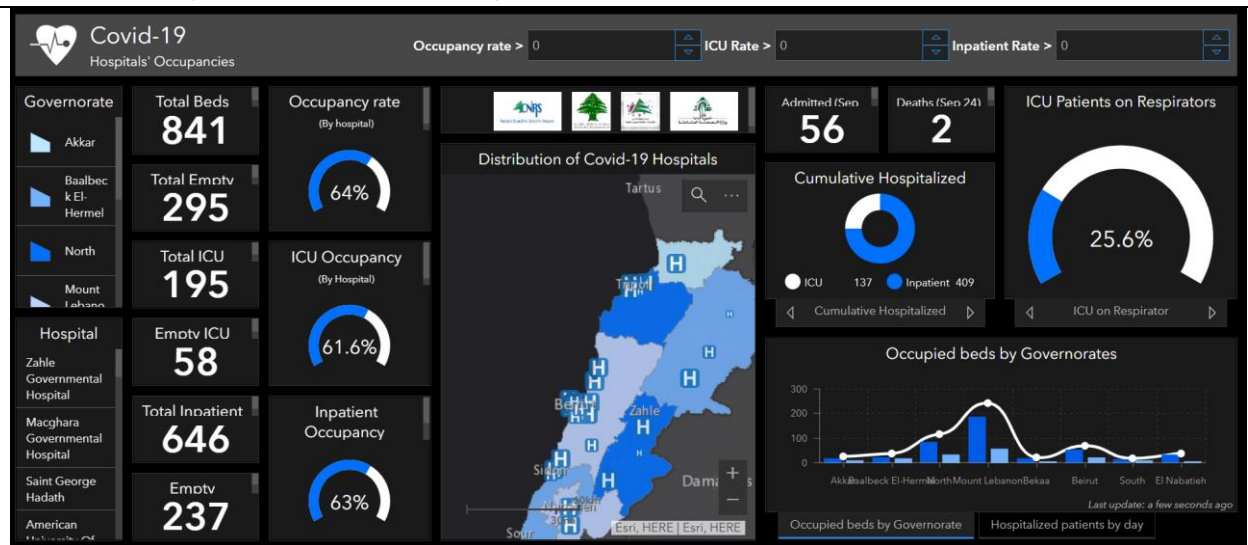 Covid-19
Hospitals' Occupancies
Occupancy rate > 0
ICU Rate > 0
Inpatient Rate > 0
Governorate
Akkar
Baalbec
k El-
Hermel
North
Mount
Lebano
Hospital
Zahle
Governmental
Hospital
Macghara
Governmental
Hospital
Saint George
Hadath
American
University Of
Total Beds
841
Total Empty
295
Total ICU
195
Empty ICU
58
Total Inpatient
646
Empty
237
Occupancy rate
(By hospital)
64%
ICU Occupancy
(By Hospital)
61.6%
Inpatient
Occupancy
63%
CNRS
Distribution of Covid-19 Hospitals
Tartus
H
Zahle
Esri, HERE | Esri, HERE
Admitted (Sep
56
Deaths (Sep 24)
2
Cumulative Hospitalized
ICU 137 Inpatient 409
Cumulative Hospitalized
ICU Patients on Respirators
25.6%
ICU on Respirator
Occupied beds by Governorates
300
200
100
0
Akkar Baalbeck El-Hermel North Mount Lebanon Bekaa Beirut South El Nabatieh
Last update: a few seconds ago
Occupied beds by Governorate
Hospitalized patients by day